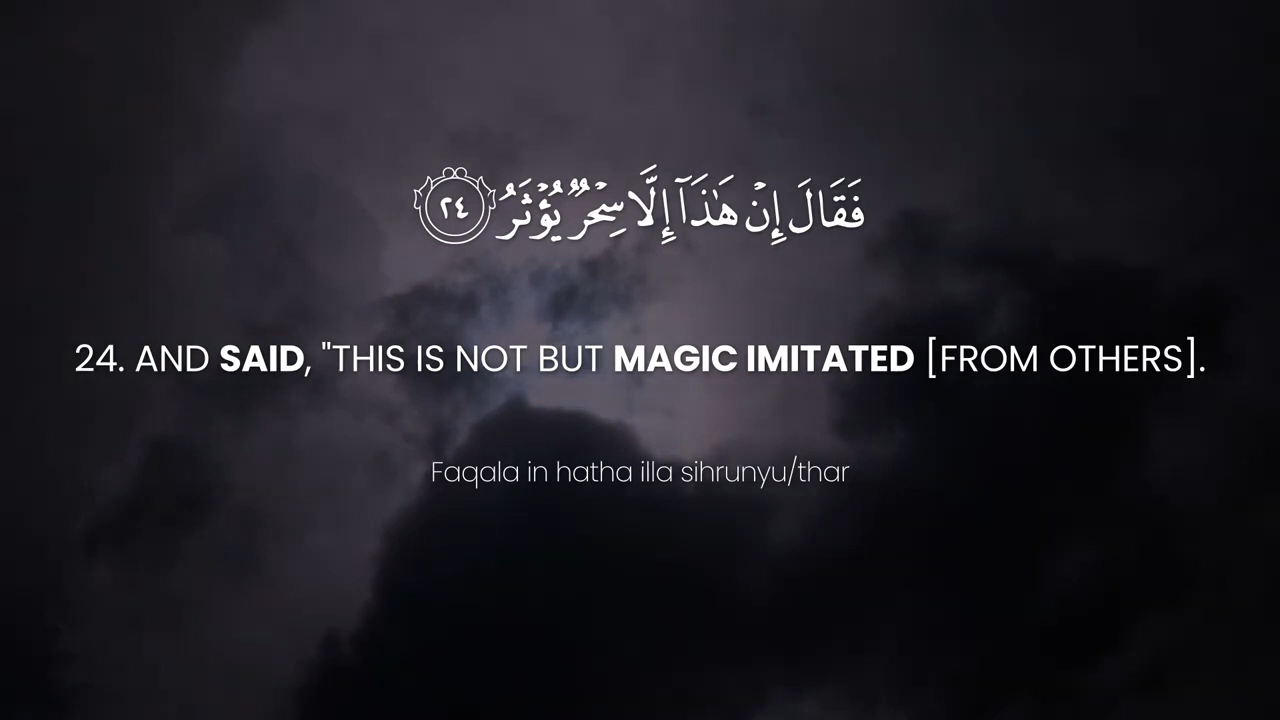 فَقَالَ إِنْ هَٰذَآ إِلَّا سِحْرٌ يُؤْثَرُ ٢٤
24. AND SAID, "THIS IS NOT BUT MAGIC IMITATED [FROM OTHERS].
Faqala in hatha illa sihrunyu/thar